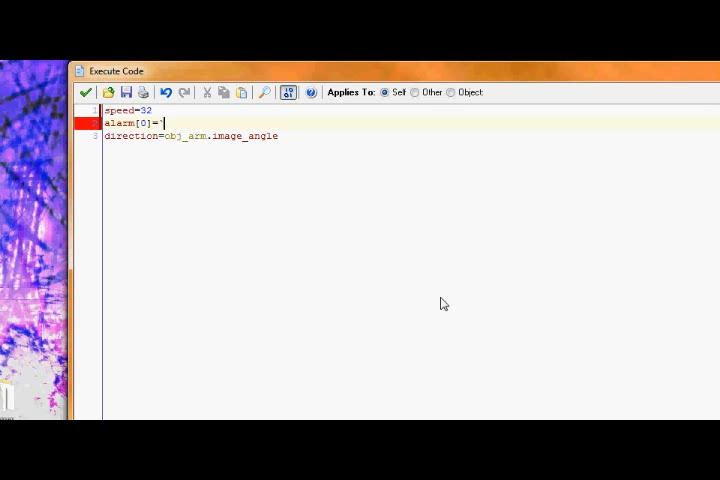 Execute Code
Applies To: Self Other Object
1 speed=32
2 alarm[0]=`
3 direction=obj_arm.image_angle